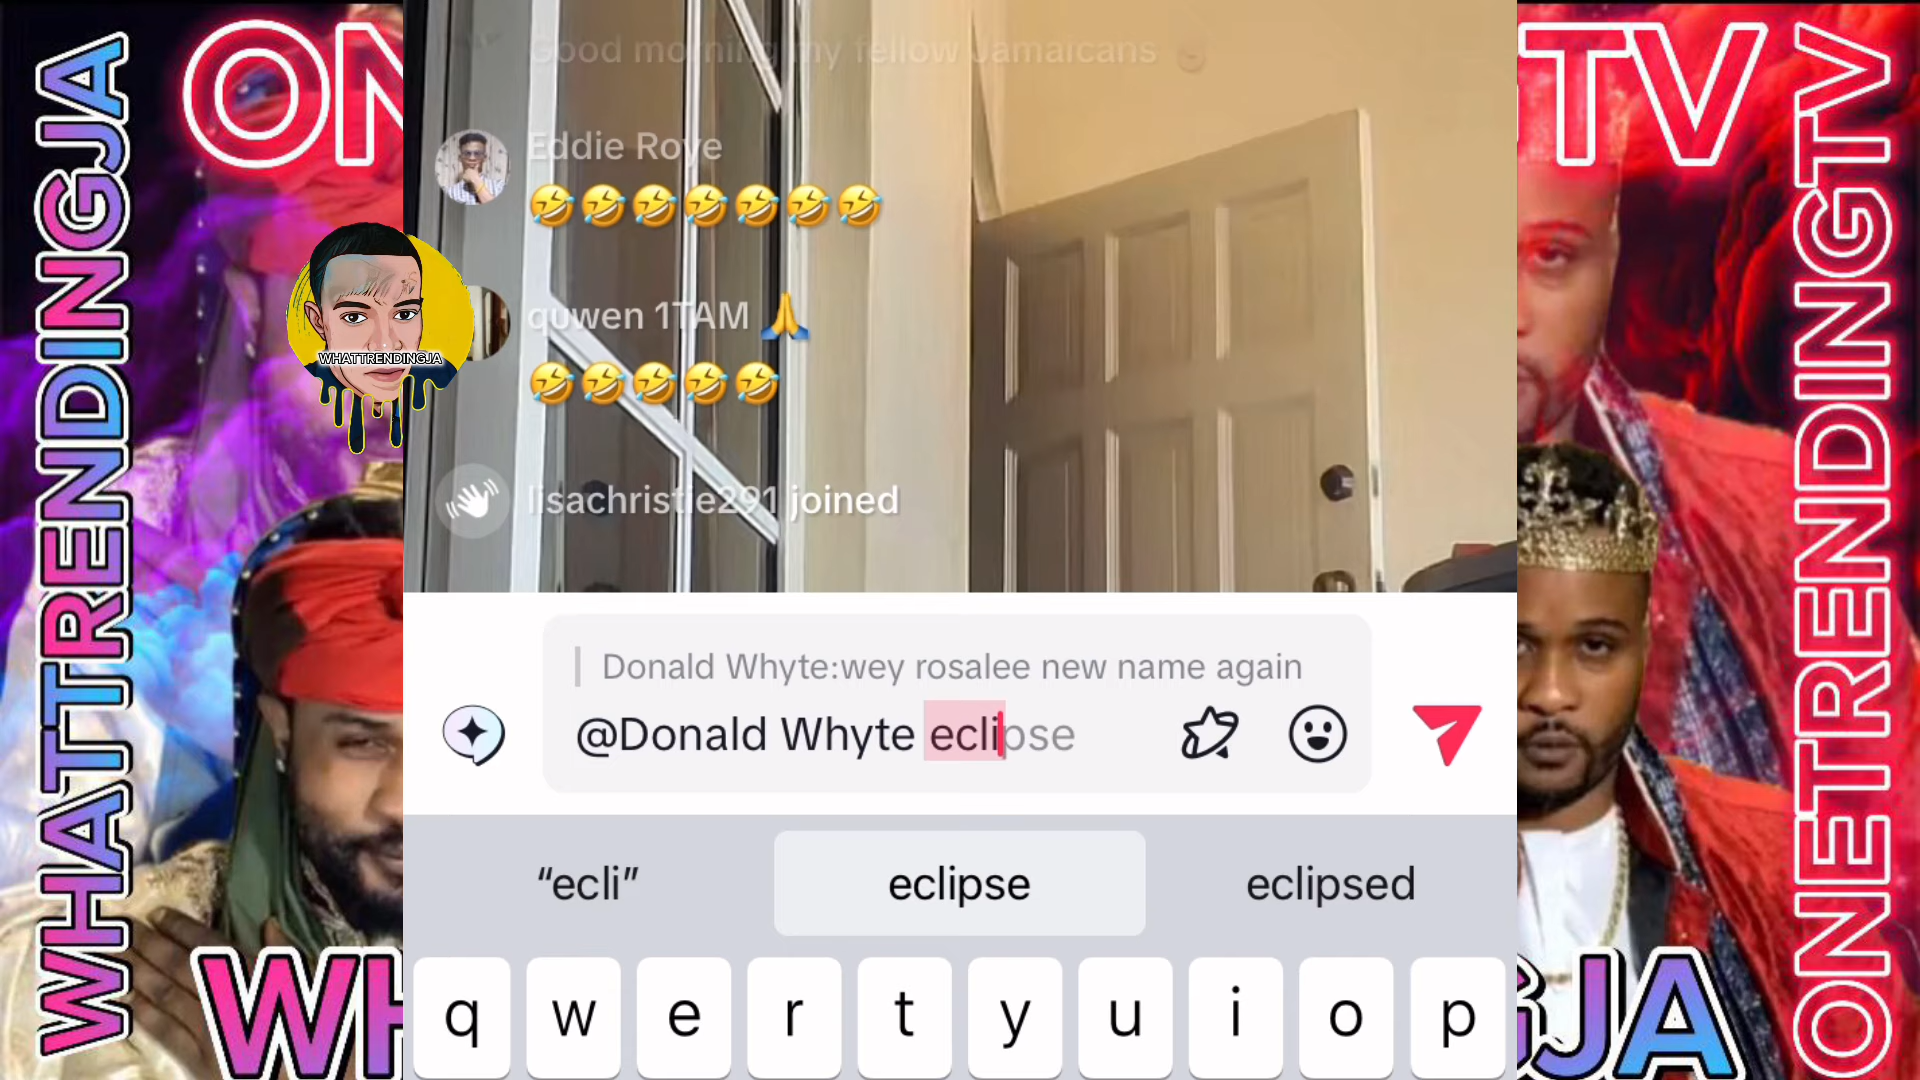 WHATTRENDINGJA
ON
TV
ONETRENDINGTV
Good morning my fellow Jamaicans
Eddie Roye
🤣🤣🤣🤣🤣🤣🤣
quwen 1TAM 🙏
🤣🤣🤣🤣🤣
WHATTRENDINGJA
lisachristie291 joined
Donald Whyte:wey rosalee new name again
@Donald Whyte eclipse
“ecli” eclipse eclipsed
q w e r t y u i o p
WH
JA